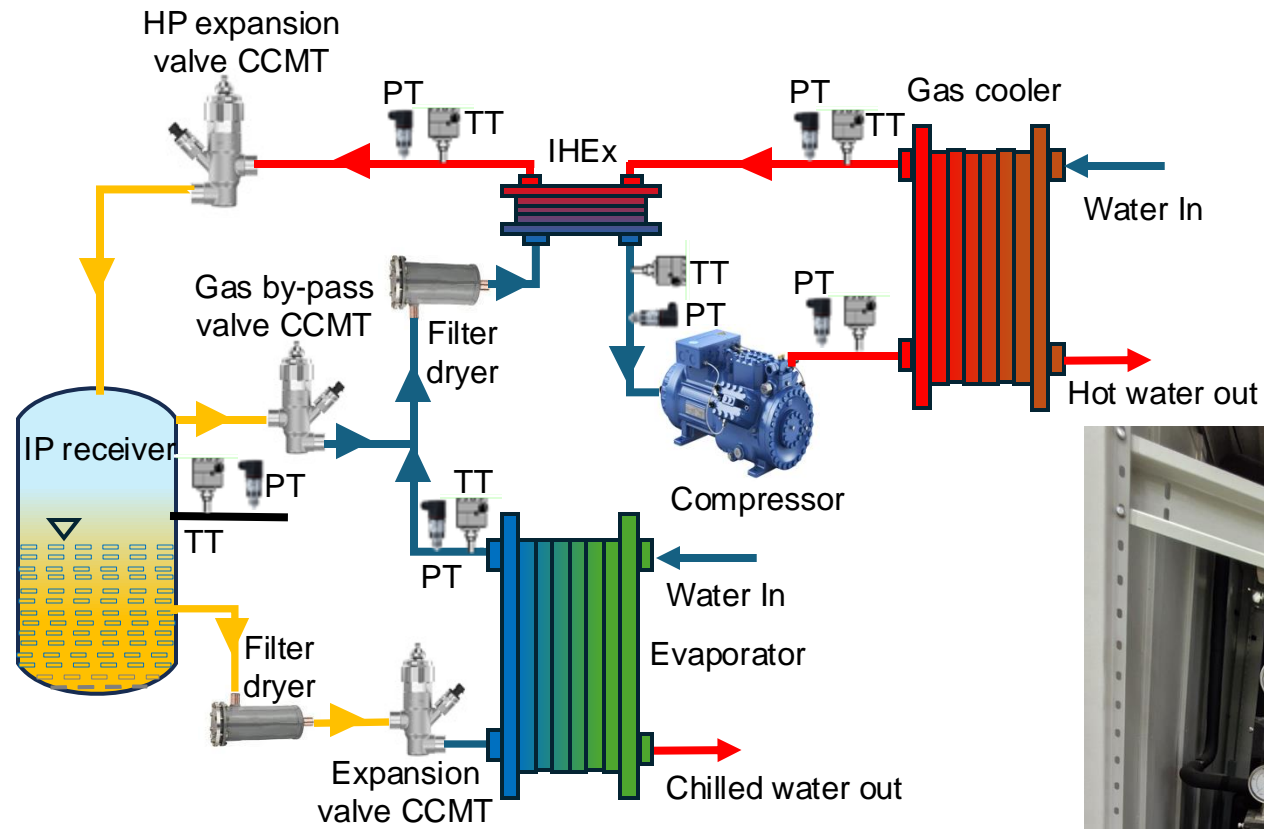 HP expansion
valve CCMT
PT
TT
IHEx
PT
TT
Gas cooler
Water In
Gas by-pass
valve CCMT
Filter
dryer
TT
PT
PT
TT
Hot water out
Compressor
IP receiver
PT
TT
TT
PT
Water In
Evaporator
Filter
dryer
Expansion
valve CCMT
Chilled water out